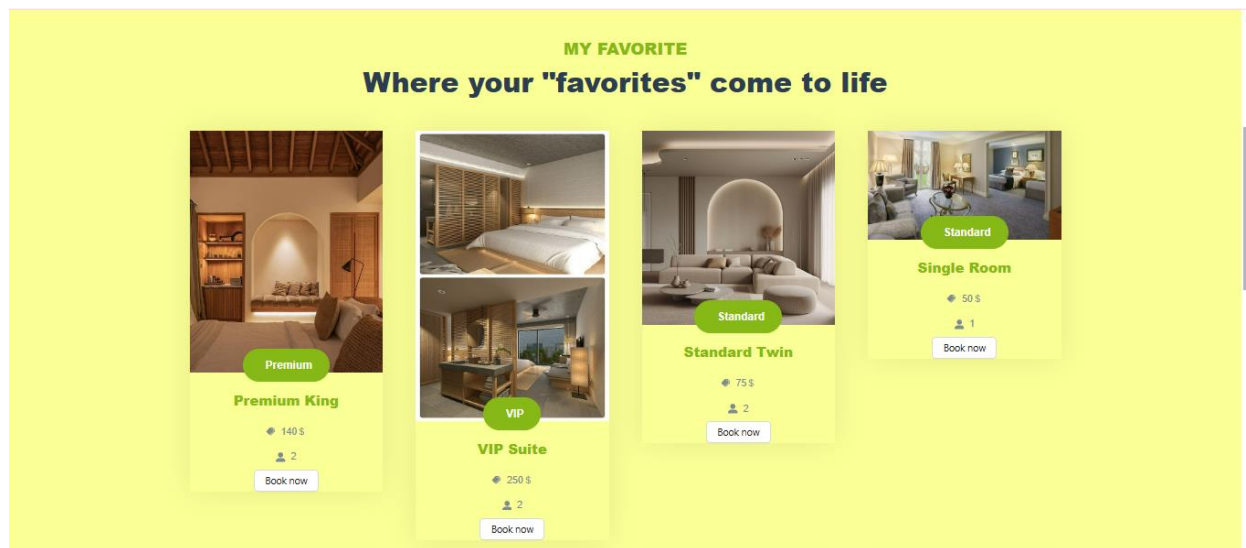 MY FAVORITE
Where your "favorites" come to life
Premium
Premium King
140 $
2
Book now
VIP
VIP Suite
250 $
2
Book now
Standard
Standard Twin
75 $
2
Book now
Standard
Single Room
50 $
1
Book now